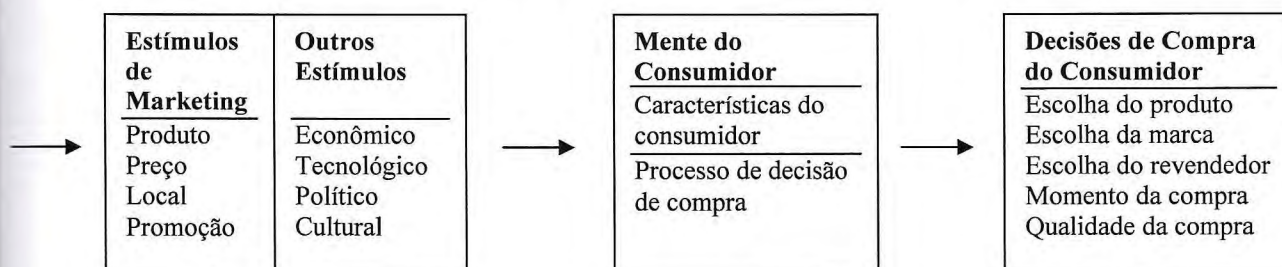 Estímulos
de
Marketing
Produto
Preço
Local
Promoção
Outros
Estímulos
Econômico
Tecnológico
Político
Cultural
Mente do
Consumidor
Características do
consumidor
Processo de decisão
de compra
Decisões de Compra
do Consumidor
Escolha do produto
Escolha da marca
Escolha do revendedor
Momento da compra
Qualidade da compra